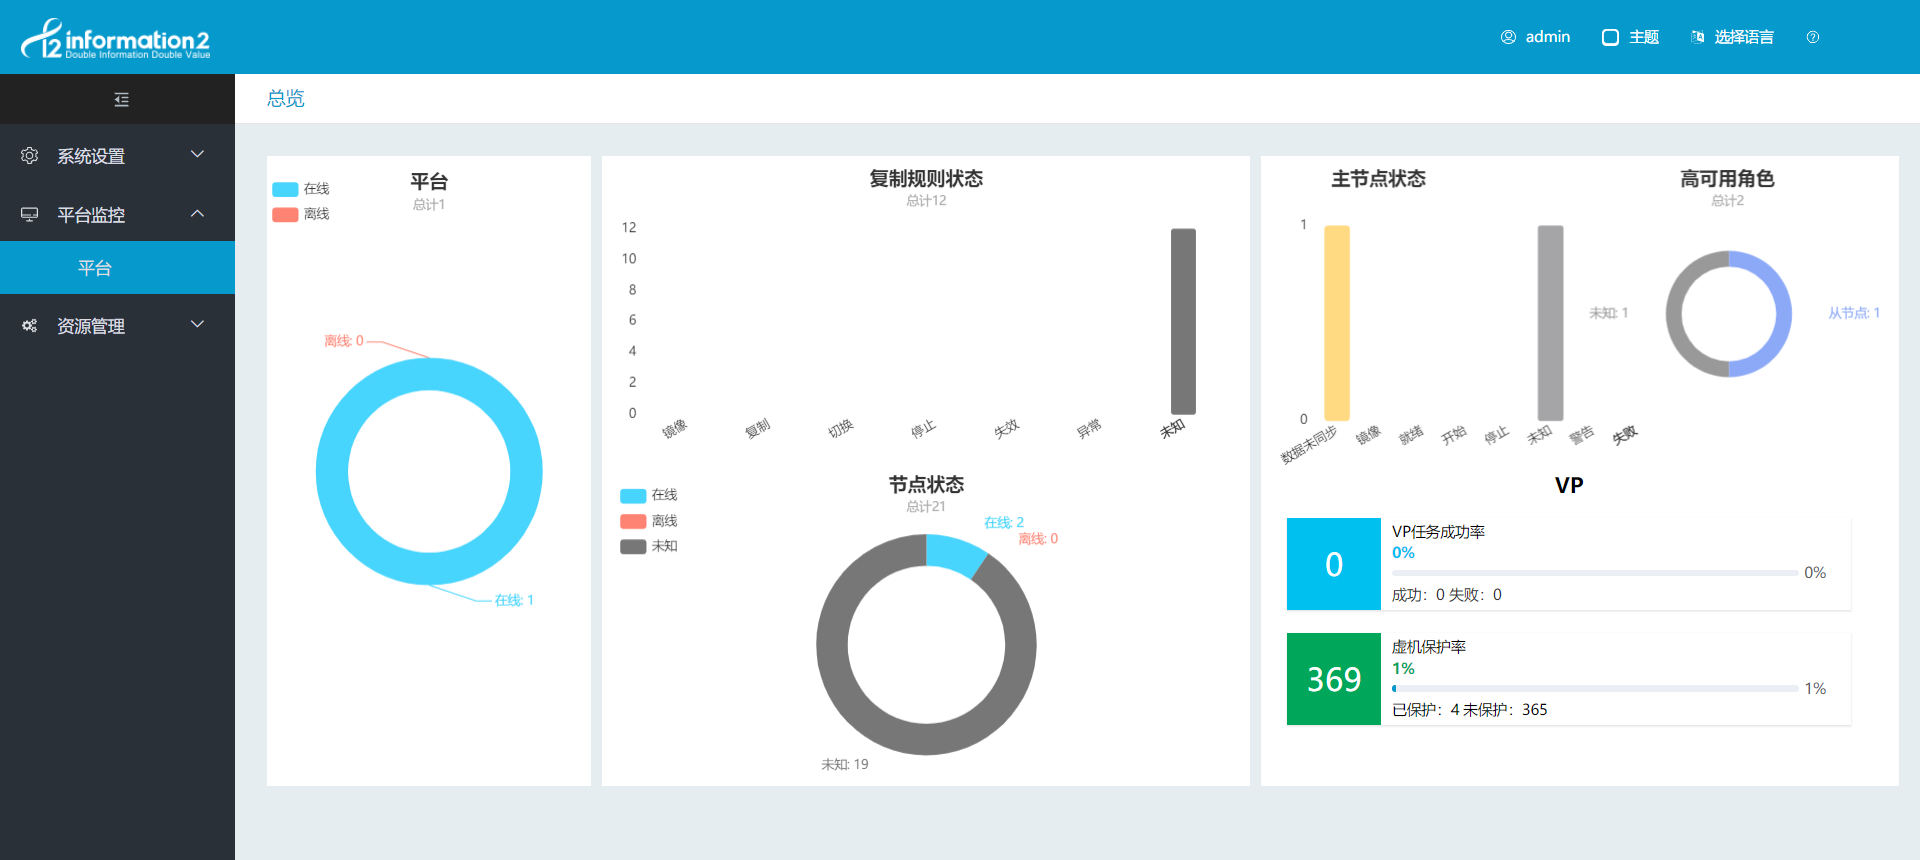 information2
Double Information Double Value
admin
主题
选择语言
系统设置
平台监控
平台
资源管理
总览
平台
总计1
在线
离线
离线: 0
在线: 1
复制规则状态
总计12
12
10
8
6
4
2
0
镜像
复制
切换
停止
失效
异常
未知
节点状态
总计21
在线
离线
未知
在线: 2
离线: 0
未知: 19
主节点状态
1
0
数据未同步
镜像
就绪
开始
停止
未知
警告
失败
高可用角色
总计2
未知: 1
从节点: 1
VP
0
VP任务成功率
0%
0%
成功：0 失败：0
369
虚机保护率
1%
1%
已保护：4 未保护：365